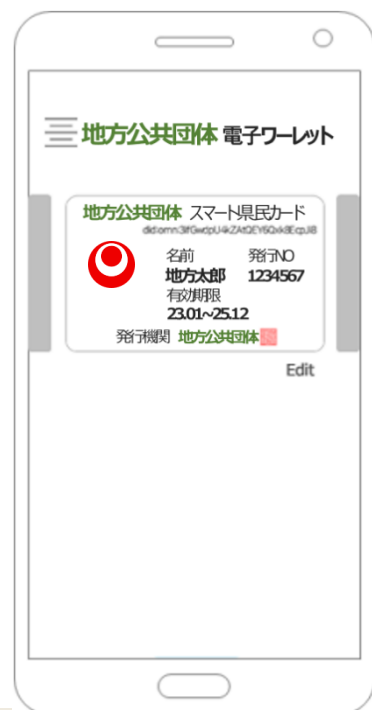 地方公共団体 電子ワーレット
地方公共団体 スマート県民カード
名前 発行NO
地方太郎 1234567
有効期限
23.01~25.12
発行機関 地方公共団体
Edit